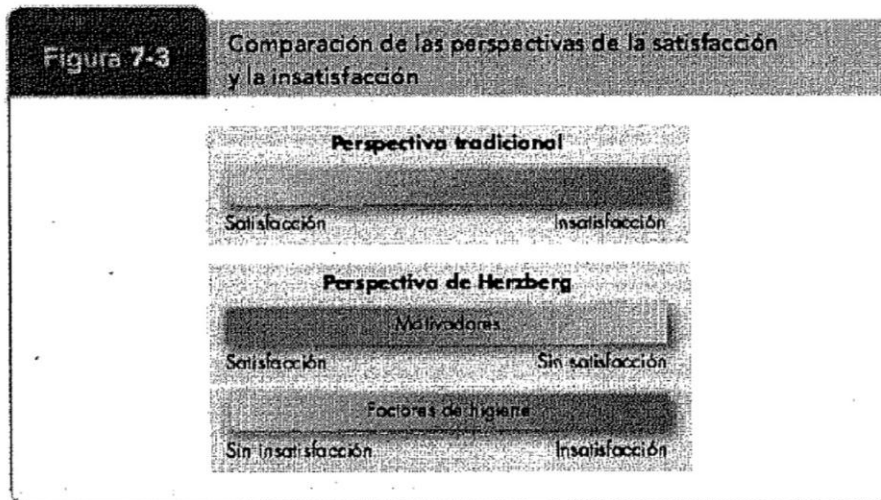 Figura 7-3
Comparación de las perspectivas de la satisfacción
y la insatisfacción
Perspectiva tradicional
Satisfacción Insatisfacción
Perspectiva de Herzberg
Motivadores
Satisfacción Sin satisfacción
Factores de higiene
Sin insatisfacción Insatisfacción